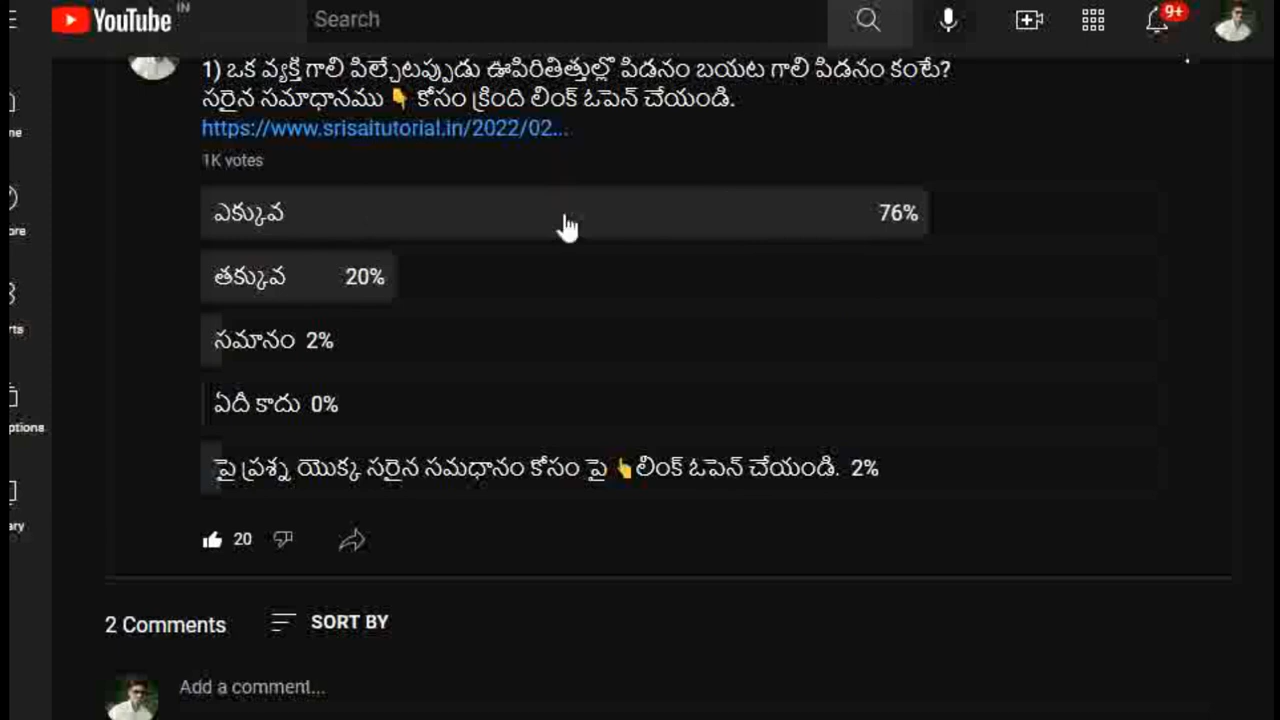 YouTube IN
Search
9+
1) ఒక వ్యక్తి గాలి పిల్చేటప్పుడు ఊపిరితిత్తుల్లొ పిడనం బయట గాలి పిడనం కంటే?
సరైన సమాధానము 👇 కోసం క్రింది లింక్ ఓపెన్ చేయండి.
https://www.srisaitutorial.in/2022/02...
1K votes
ఎక్కువ 76%
తక్కువ 20%
సమానం 2%
ఏదీ కాదు 0%
పై ప్రశ్న యొక్క సరైన సమధానం కోసం పై 👆 లింక్ ఓపెన్ చేయండి. 2%
20
2 Comments SORT BY
Add a comment...